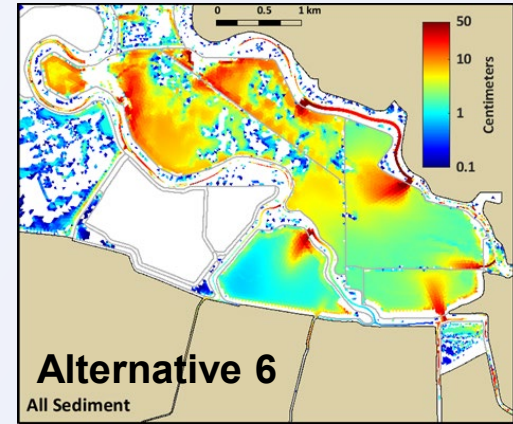 0 0.5 1 km
50
10
1
0.1
Centimeters
Alternative 6
All Sediment